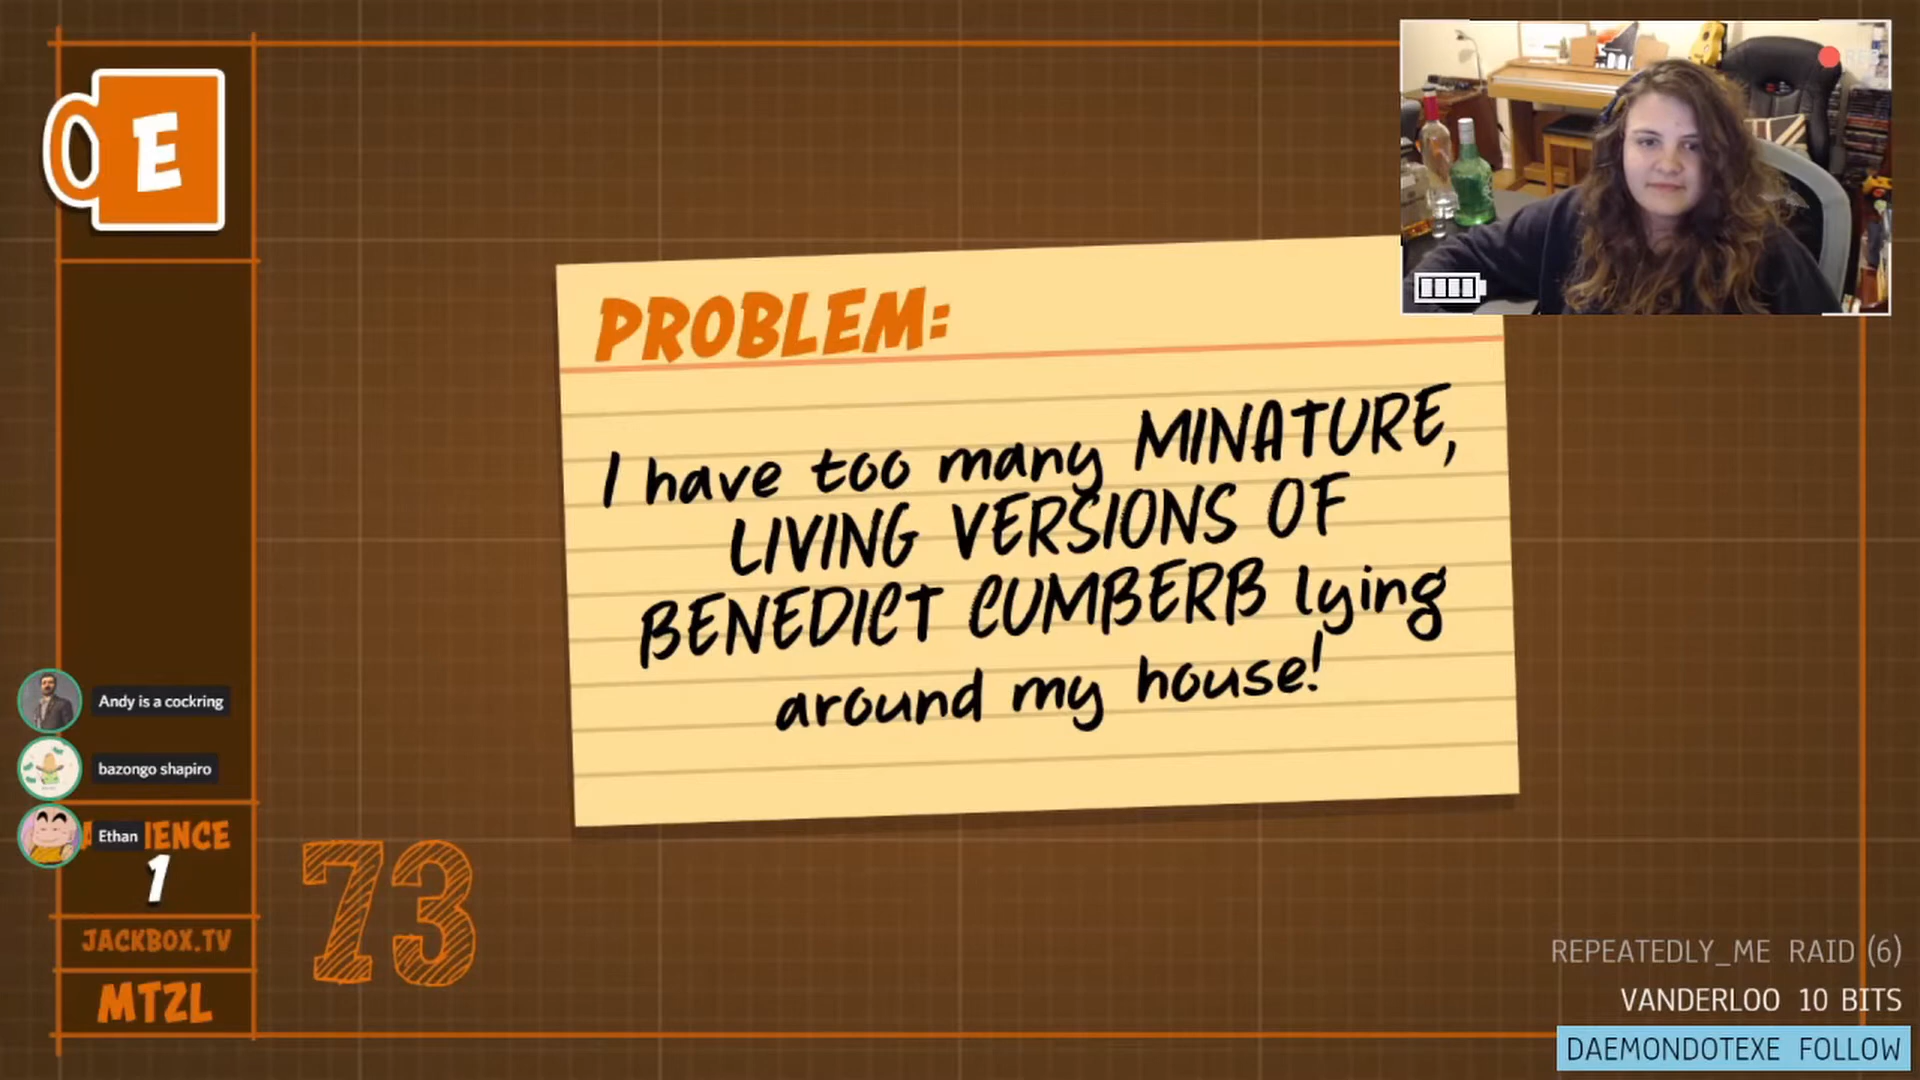 E
PROBLEM:
I have too many MINATURE,
LIVING VERSIONS OF
BENEDICT CUMBERB lying
around my house!
Andy is a cockring
bazongo shapiro
Ethan
IENCE
1
JACKBOX.TV
MTZL
73
REPEATEDLY_ME RAID (6)
VANDERLOO 10 BITS
DAEMONDOTEXE FOLLOW